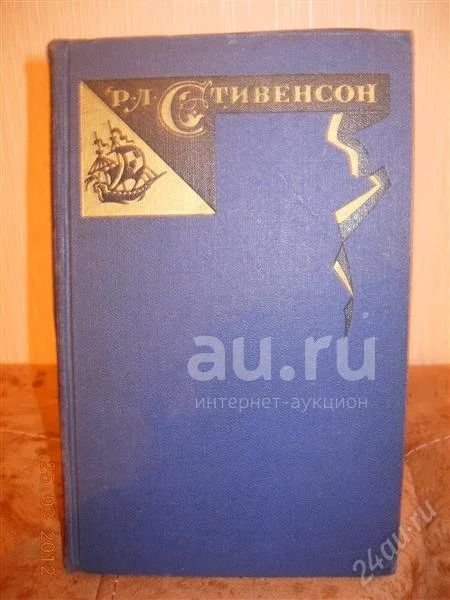 Р.Л. СТИВЕНСОН
au.ru
интернет-аукцион
25 03 2012
24au.ru